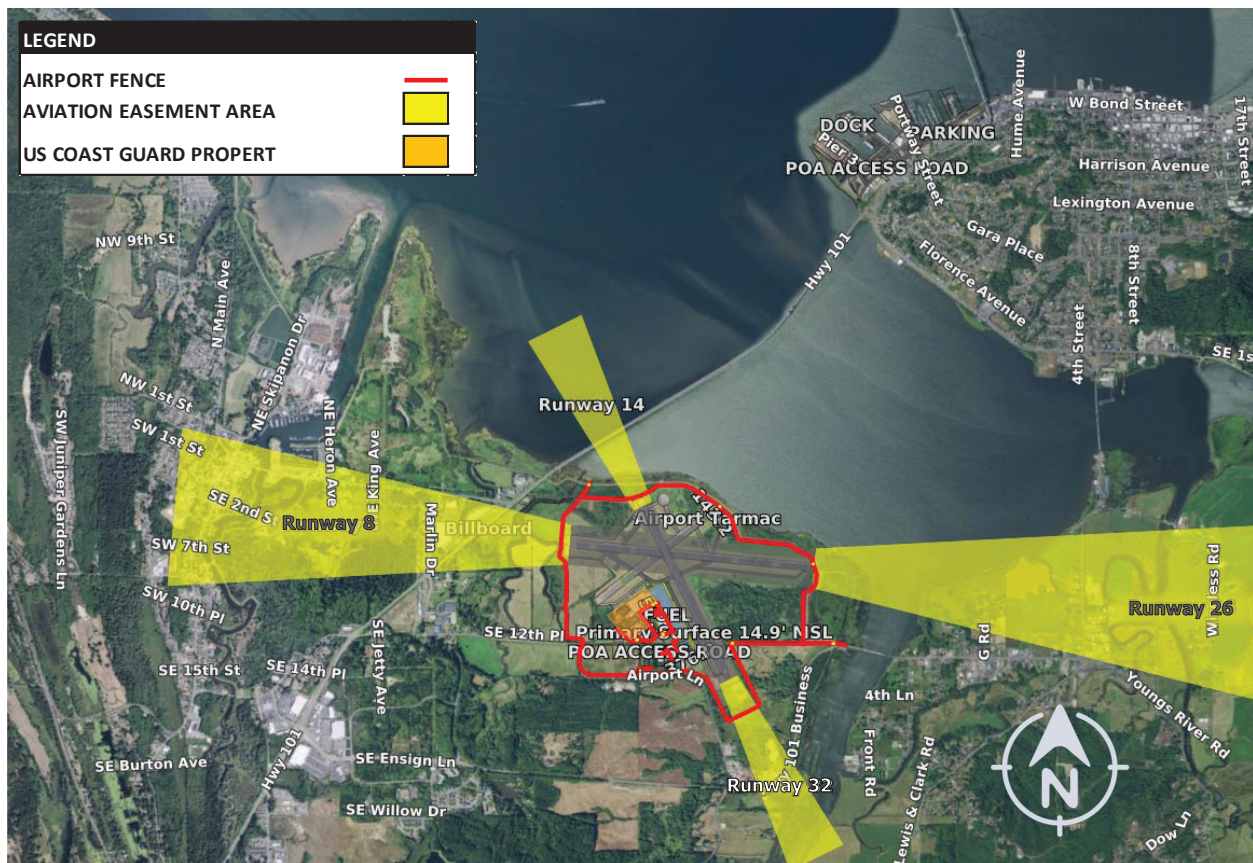 LEGEND
AIRPORT FENCE
AVIATION EASEMENT AREA
US COAST GUARD PROPERT
W Bond Street
17th Street
Hume Avenue
Portway Street
DOCK
PARKING
Pier 3
POA ACCESS ROAD
Harrison Avenue
Lexington Avenue
Gara Place
Florence Avenue
8th Street
4th Street
SE 1s
Hwy 101
NW 9th St
N Main Ave
NE Skipanon Dr
NW 1st St
SW 1st St
SW Juniper Gardens Ln
NE Heron Ave
E King Ave
Runway 14
SE 2nd St
Runway 8
Marlin Dr
Billboard
Airport Tarmac
SW 7th St
SW 10th Pl
SE 12th Pl
FUEL
Primary Surface 14.9' MSL
POA ACCESS ROAD
Airport Ln
Runway 26
G Rd
SE 15th St
SE 14th Pl
SE Jetty Ave
4th Ln
Youngs River Rd
101 Business
Front Rd
Lewis & Clark Rd
SE Burton Ave
Hwy 101
SE Ensign Ln
SE Willow Dr
Runway 32
N
Dow Ln